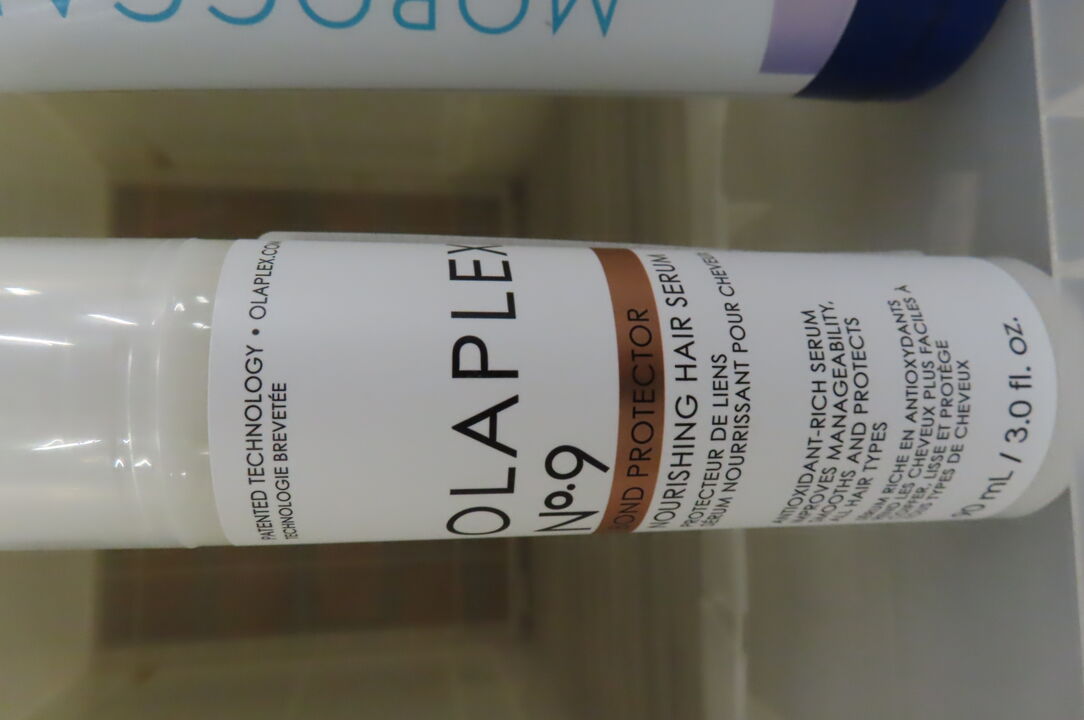 MOROCCA
PATENTED TECHNOLOGY • OLAPLEX.COM
TECHNOLOGIE BREVETÉE
OLAPLEX
Nº.9
BOND PROTECTOR
NOURISHING HAIR SERUM
PROTECTEUR DE LIENS
SÉRUM NOURRISSANT POUR CHEVEUX
ANTIOXIDANT-RICH SERUM
IMPROVES MANAGEABILITY,
SMOOTHS AND PROTECTS
ALL HAIR TYPES
SÉRUM RICHE EN ANTIOXYDANTS
REND LES CHEVEUX PLUS FACILES À
COIFFER, LISSE ET PROTÈGE
TOUS TYPES DE CHEVEUX
90 mL / 3.0 fl. oz.